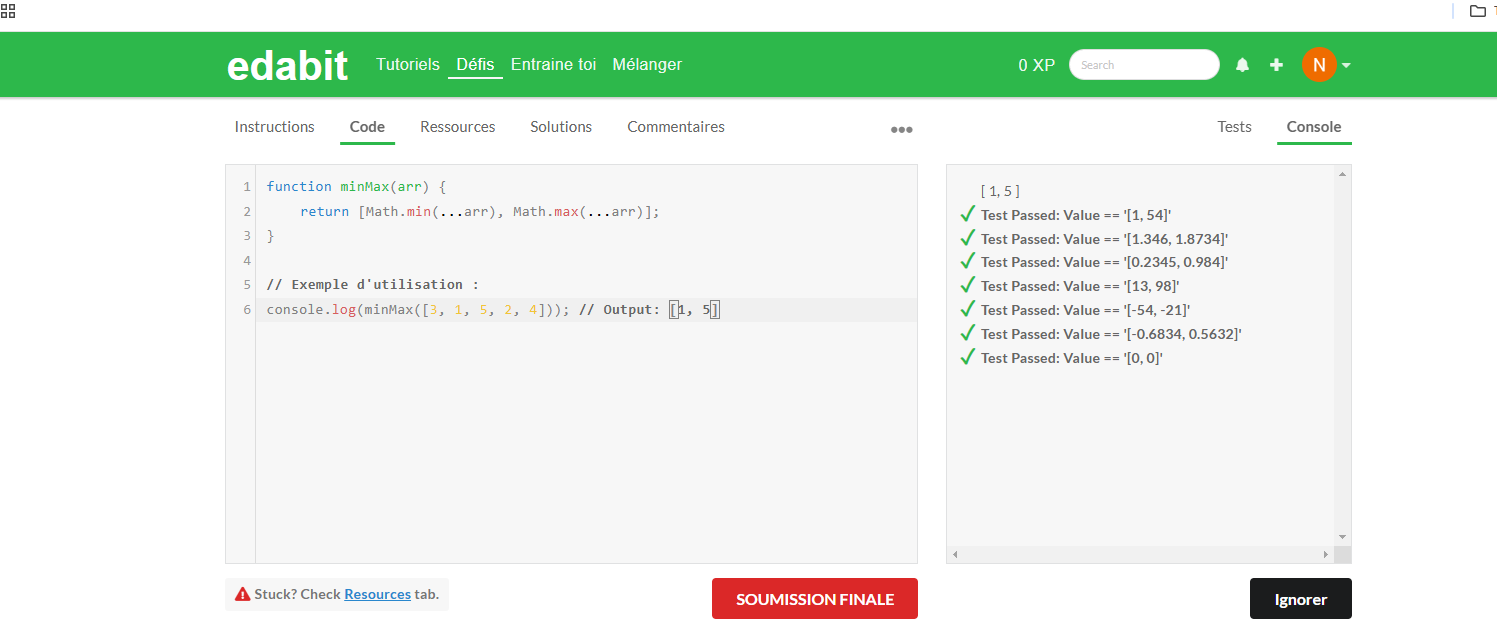 edabit Tutoriels Défis Entraine toi Mélanger 0 XP Search N
Instructions Code Ressources Solutions Commentaires ••• Tests Console
1 function minMax(arr) {
2 return [Math.min(...arr), Math.max(...arr)];
3 }
4
5 // Exemple d'utilisation :
6 console.log(minMax([3, 1, 5, 2, 4])); // Output: [1, 5]
[ 1, 5 ]
Test Passed: Value == '[1, 54]'
Test Passed: Value == '[1.346, 1.8734]'
Test Passed: Value == '[0.2345, 0.984]'
Test Passed: Value == '[13, 98]'
Test Passed: Value == '[-54, -21]'
Test Passed: Value == '[-0.6834, 0.5632]'
Test Passed: Value == '[0, 0]'
Stuck? Check Resources tab.
SOUMISSION FINALE
Ignorer